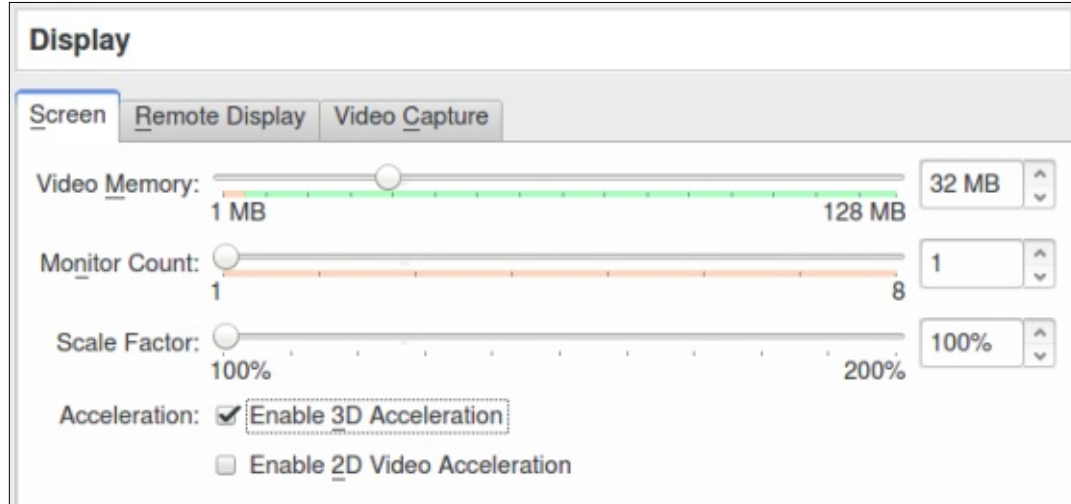 Display
Screen Remote Display Video Capture
Video Memory: 32 MB
1 MB 128 MB
Monitor Count: 1
1 8
Scale Factor: 100%
100% 200%
Acceleration: Enable 3D Acceleration
Enable 2D Video Acceleration